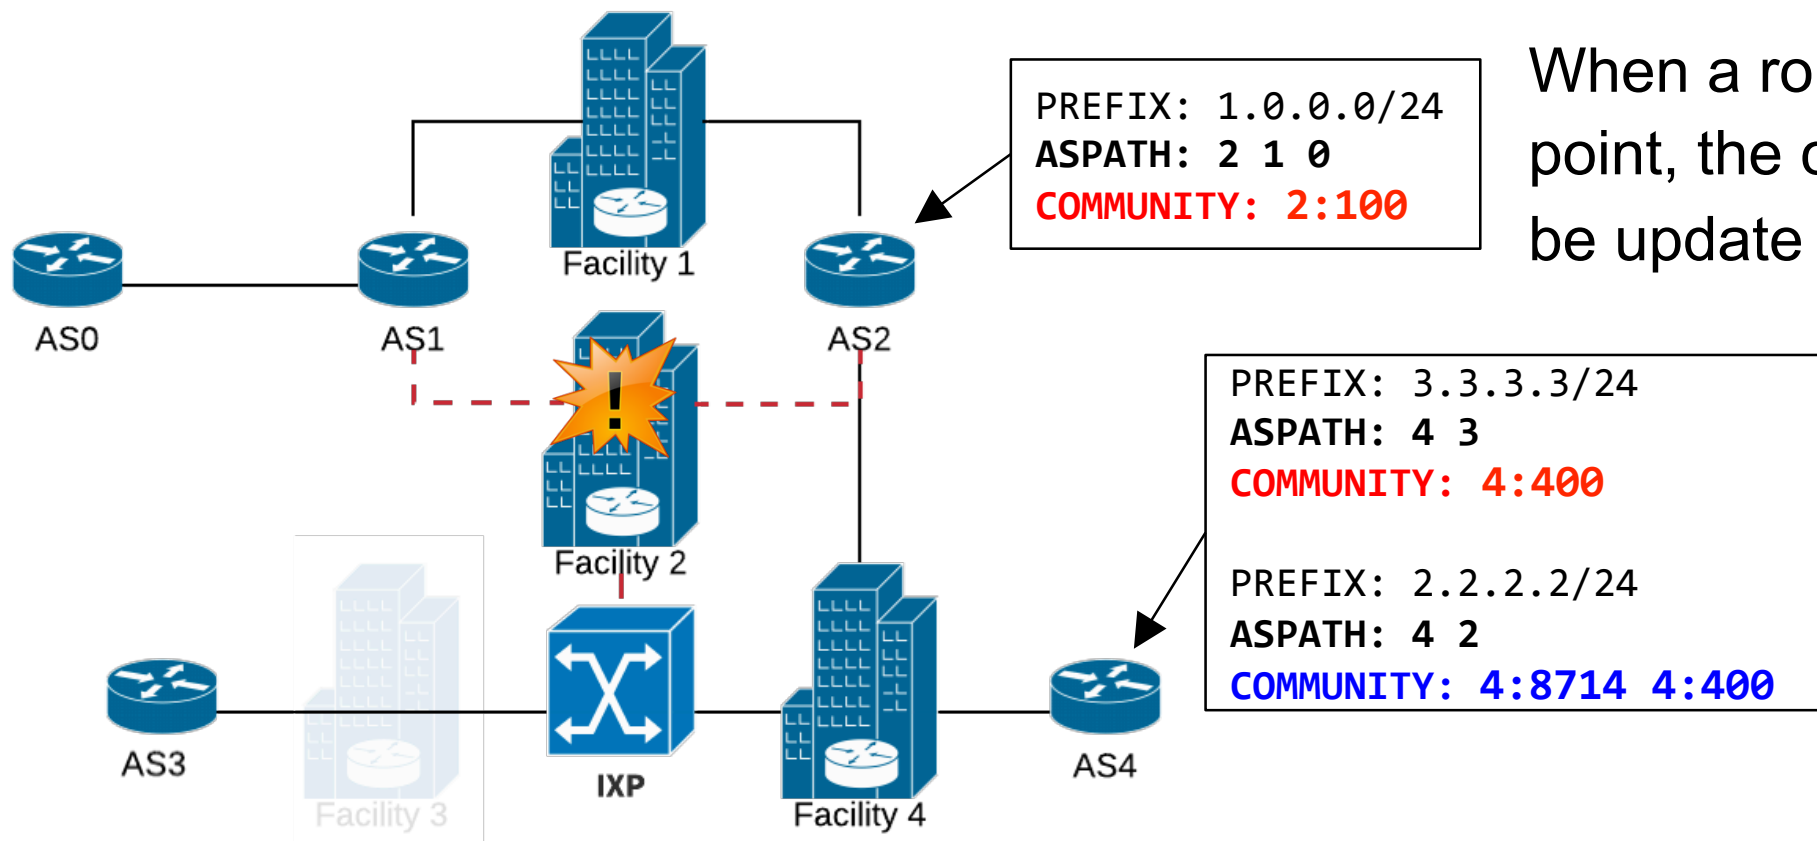 When a ro
point, the
be update
PREFIX: 1.0.0.0/24
ASPATH: 2 1 0
COMMUNITY: 2:100
Facility 1
AS0
AS1
AS2
!
PREFIX: 3.3.3.3/24
ASPATH: 4 3
COMMUNITY: 4:400
PREFIX: 2.2.2.2/24
ASPATH: 4 2
COMMUNITY: 4:8714 4:400
Facility 2
AS3
Facility 3
IXP
Facility 4
AS4